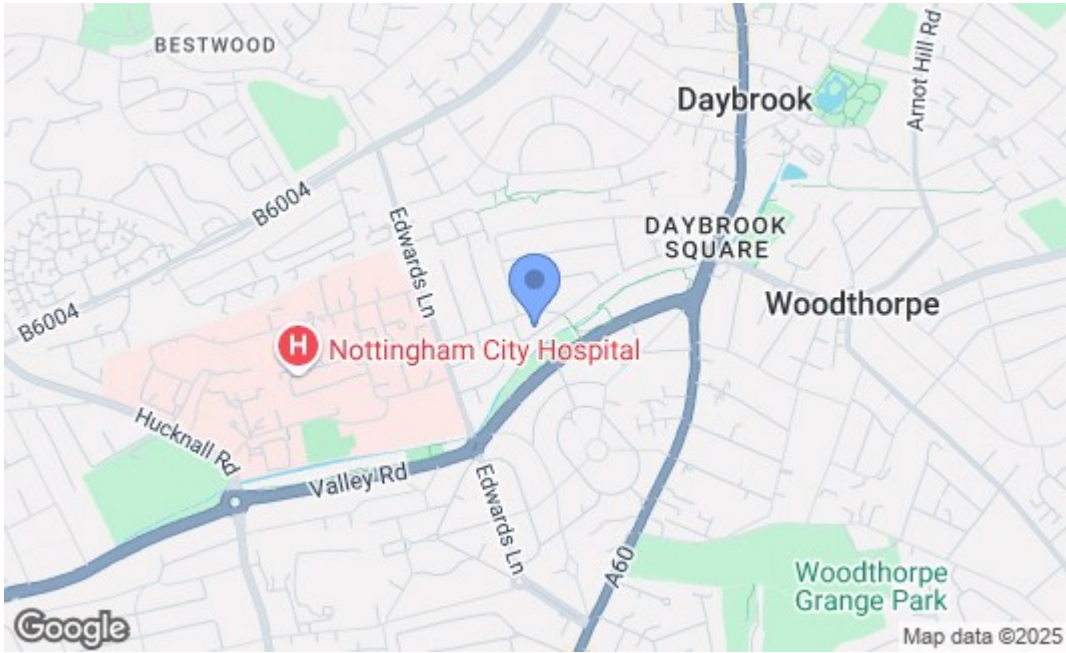 BESTWOOD
Daybrook
Arnot Hill Rd
B6004
Edwards Ln
DAYBROOK
SQUARE
Woodthorpe
B6004
H
Nottingham City Hospital
Hucknall Rd
Valley Rd
Edwards Ln
A60
Woodthorpe
Grange Park
Google
Map data ©2025